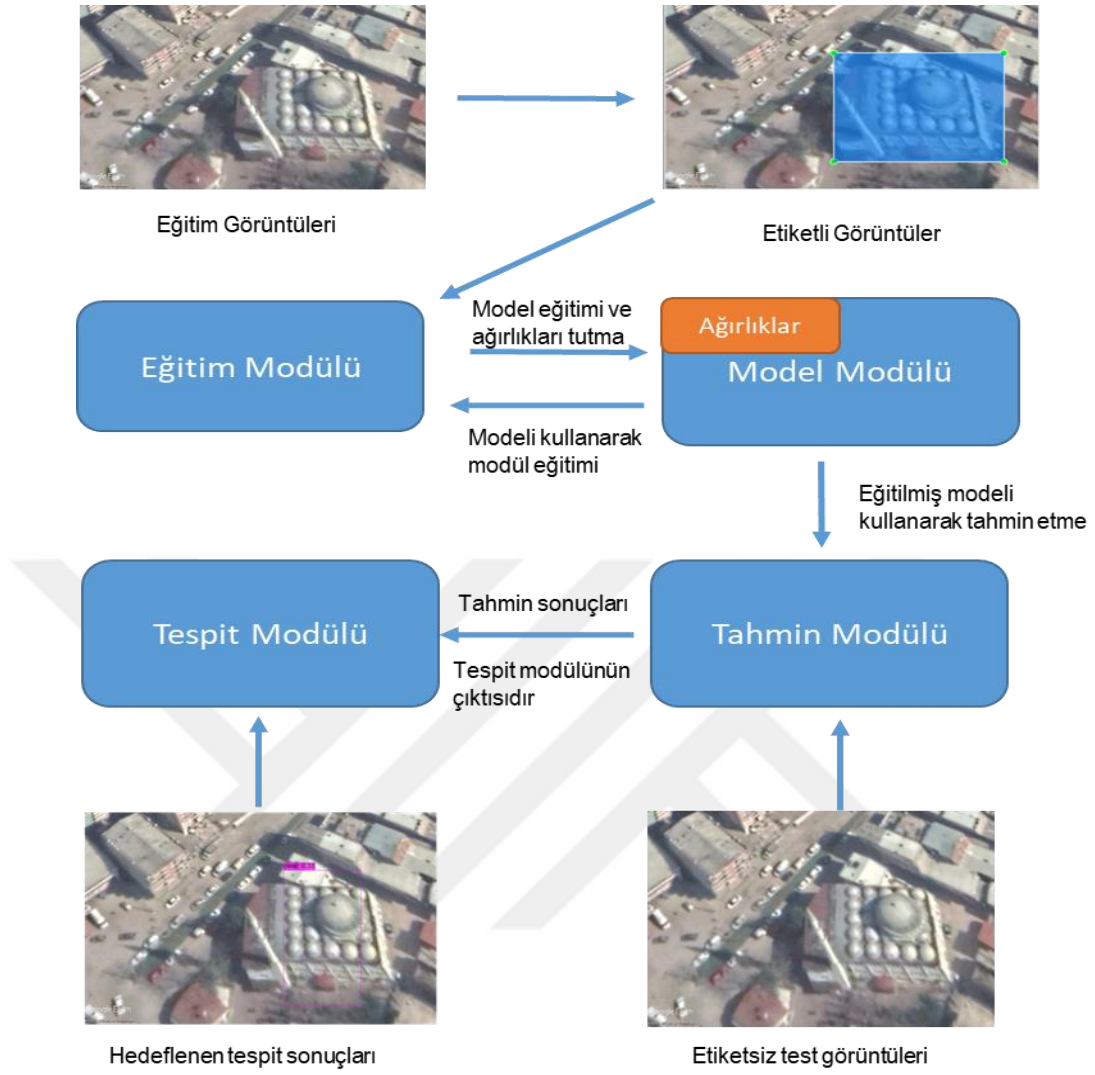 Eğitim Görüntüleri
Etiketli Görüntüler
Model eğitimi ve
ağırlıkları tutma
Ağırlıklar
Eğitim Modülü
Model Modülü
Modeli kullanarak
modül eğitimi
Eğitilmiş modeli
kullanarak tahmin etme
Tahmin sonuçları
Tespit Modülü
Tahmin Modülü
Tespit modülünün
çıktısıdır
Hedeflenen tespit sonuçları
Etiketsiz test görüntüleri